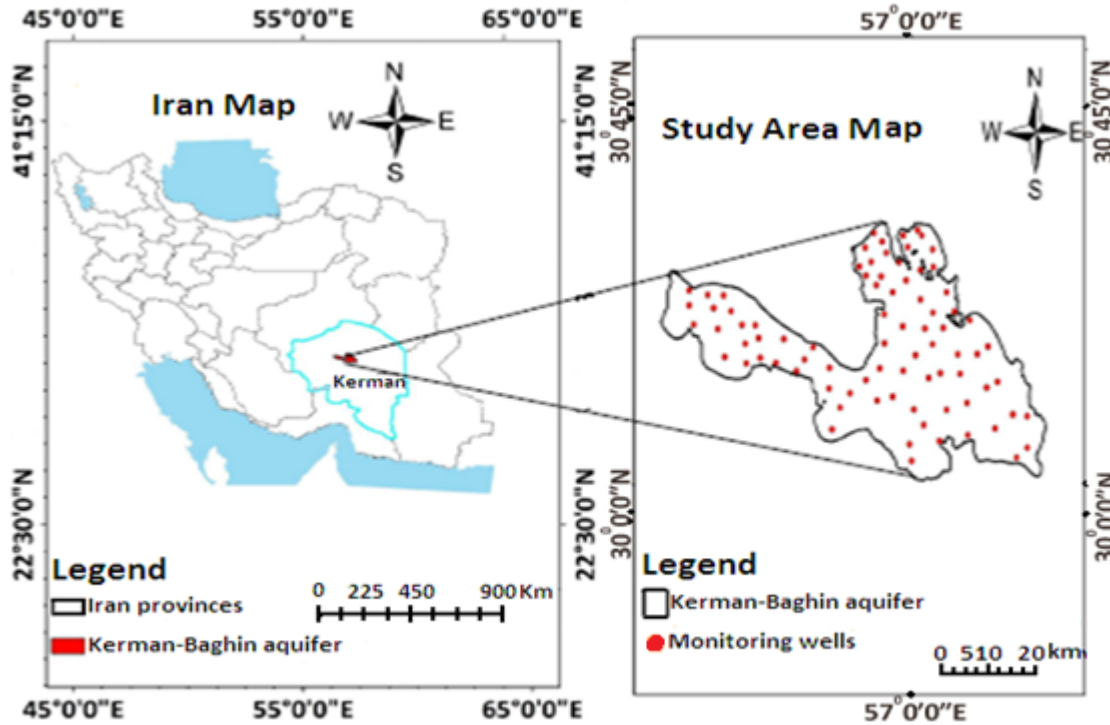 45°0'0"E 55°0'0"E 65°0'0"E
41°15'0"N
22°30'0"N
Iran Map
N
W E
S
Kerman
Legend
Iran provinces
Kerman-Baghin aquifer
0 225 450 900 Km
41°15'0"N
22°30'0"N
45°0'0"E 55°0'0"E 65°0'0"E
57°0'0"E
30°45'0"N
30°0'0"N
Study Area Map
N
W E
S
Legend
Kerman-Baghin aquifer
Monitoring wells
0 510 20 km
30°45'0"N
30°0'0"N
57°0'0"E